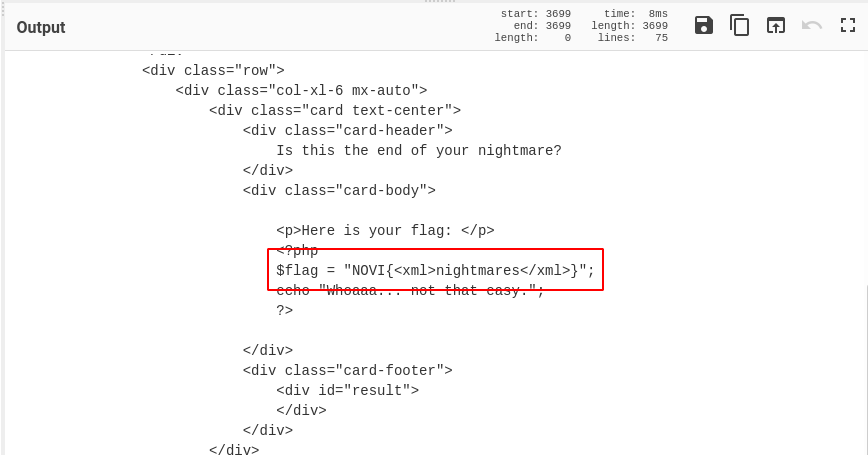 Output
start: 3699 time: 8ms
end: 3699 length: 3699
length: 0 lines: 75
<div class="row">
<div class="col-xl-6 mx-auto">
<div class="card text-center">
<div class="card-header">
Is this the end of your nightmare?
</div>
<div class="card-body">
<p>Here is your flag: </p>
<?php
$flag = "NOVI{<xml>nightmares</xml>}";
echo "Whoaaa... not that easy.";
?>
</div>
<div class="card-footer">
<div id="result">
</div>
</div>
</div>